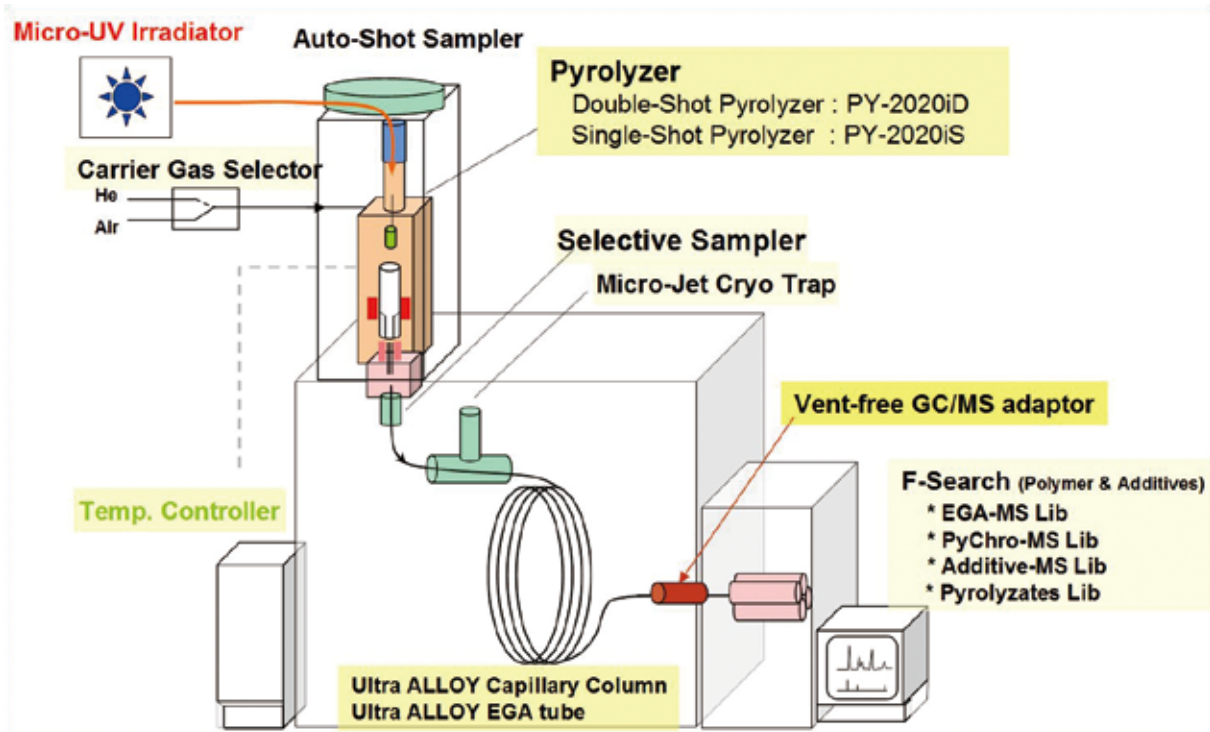 Micro-UV Irradiator
Auto-Shot Sampler
Pyrolyzer
Double-Shot Pyrolyzer : PY-2020iD
Single-Shot Pyrolyzer : PY-2020iS
Carrier Gas Selector
He
Air
Selective Sampler
Micro-Jet Cryo Trap
Vent-free GC/MS adaptor
F-Search (Polymer & Additives)
* EGA-MS Lib
* PyChro-MS Lib
* Additive-MS Lib
* Pyrolyzates Lib
Temp. Controller
Ultra ALLOY Capillary Column
Ultra ALLOY EGA tube